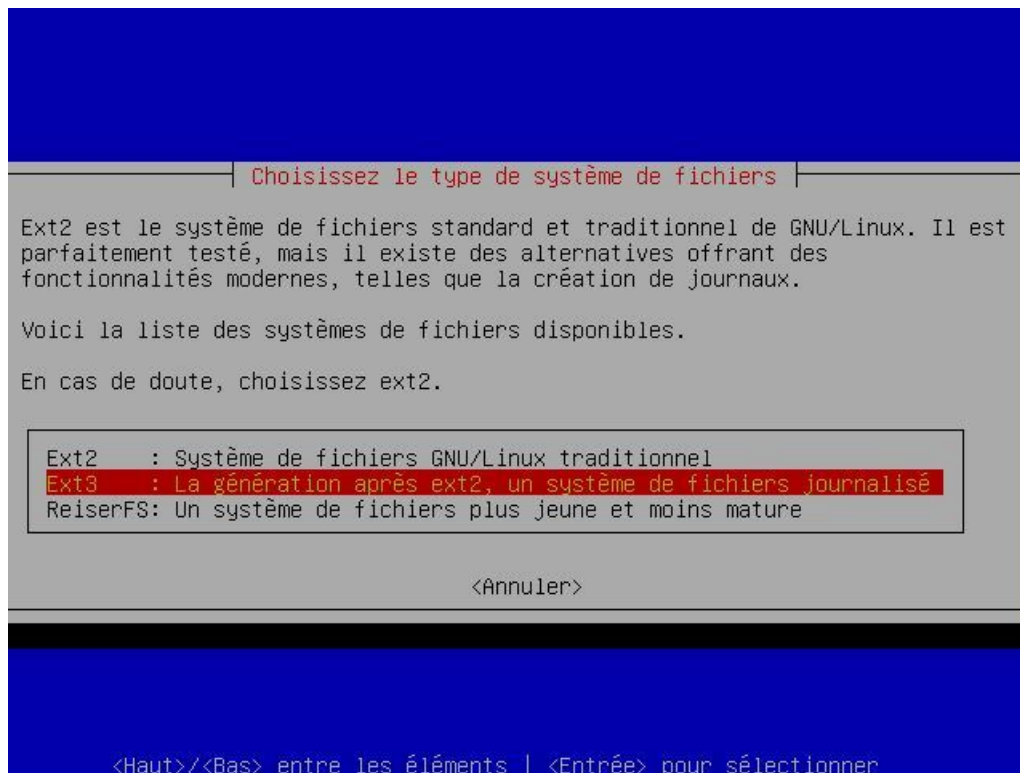 Choisissez le type de système de fichiers
Ext2 est le système de fichiers standard et traditionnel de GNU/Linux. Il est
parfaitement testé, mais il existe des alternatives offrant des
fonctionnalités modernes, telles que la création de journaux.
Voici la liste des systèmes de fichiers disponibles.
En cas de doute, choisissez ext2.
Ext2    : Système de fichiers GNU/Linux traditionnel
Ext3    : La génération après ext2, un système de fichiers journalisé
ReiserFS: Un système de fichiers plus jeune et moins mature
<Annuler>
<Haut>/<Bas> entre les éléments | <Entrée> pour sélectionner